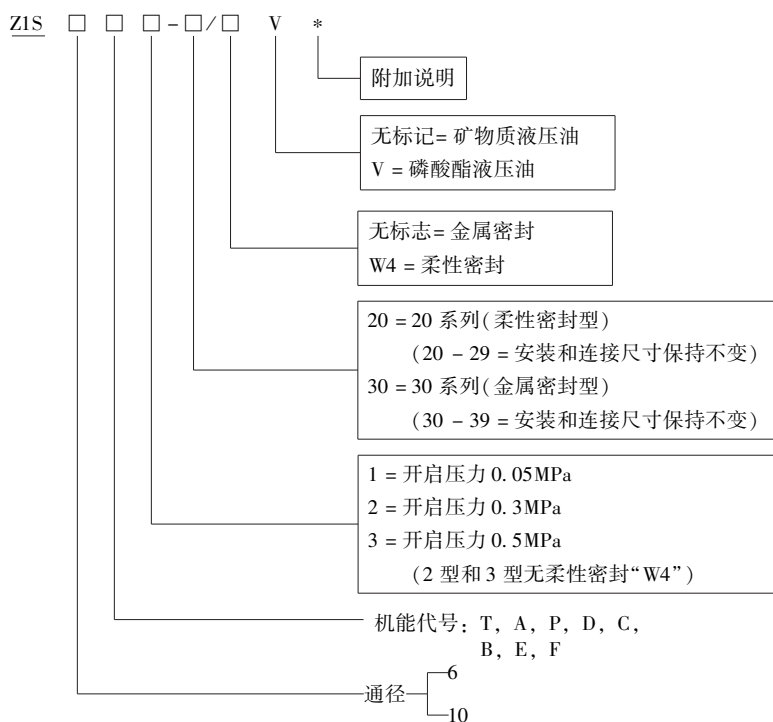 Z1S □ □ □-□/□ V *
附加说明
无标记=矿物质液压油
V=磷酸酯液压油
无标志=金属密封
W4=柔性密封
20=20系列(柔性密封型)
(20-29=安装和连接尺寸保持不变)
30=30系列(金属密封型)
(30-39=安装和连接尺寸保持不变)
1=开启压力0.05MPa
2=开启压力0.3MPa
3=开启压力0.5MPa
(2型和3型无柔性密封“W4”)
机能代号：T，A，P，D，C，
B，E，F
6
通径
10